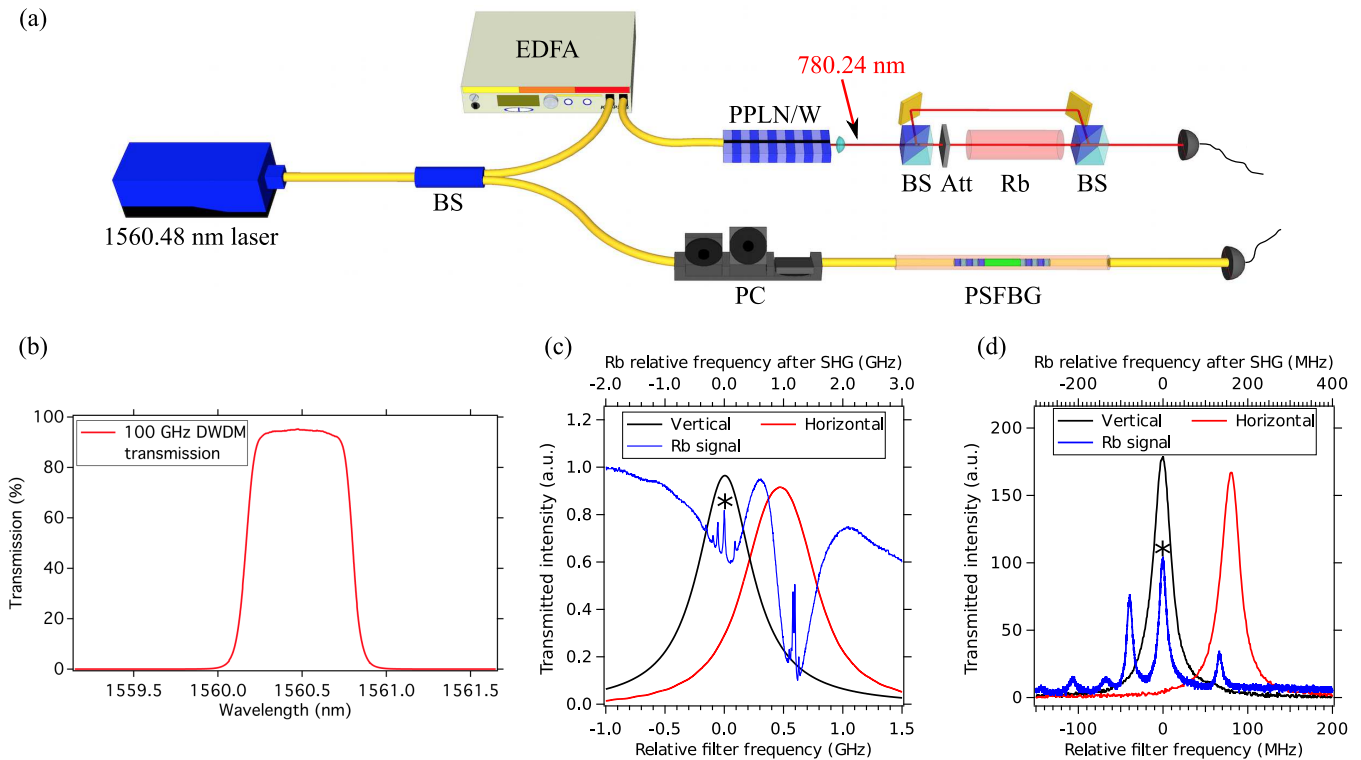 (a)
EDFA
780.24 nm
PPLN/W
BS
Att
Rb
BS
BS
1560.48 nm laser
PC
PSFBG
(b)
100 GHz DWDM
transmission
Transmission (%)
100
80
60
40
20
0
1559.5
1560.0
1560.5
1561.0
1561.5
Wavelength (nm)
(c)
Rb relative frequency after SHG (GHz)
-2.0
-1.0
0.0
1.0
2.0
3.0
Vertical
Horizontal
Rb signal
Transmitted intensity (a.u.)
1.2
1.0
0.8
0.6
0.4
0.2
0.0
-1.0
-0.5
0.0
0.5
1.0
1.5
Relative filter frequency (GHz)
(d)
Rb relative frequency after SHG (MHz)
-200
0
200
400
Vertical
Horizontal
Rb signal
Transmitted intensity (a.u.)
200
150
100
50
0
-100
0
100
200
Relative filter frequency (MHz)